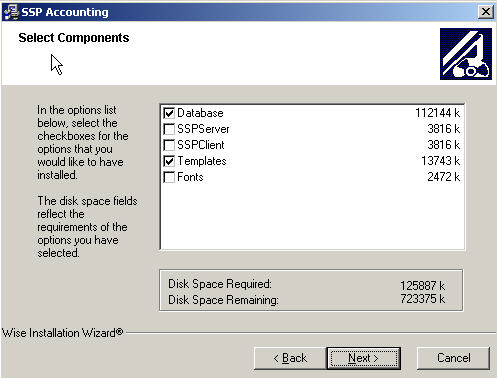 SSP Accounting
Select Components
In the options list
below, select the
checkboxes for the
options that you
would like to have
installed.
The disk space fields
reflect the
requirements of the
options you have
selected.
Database 112144 k
SSPServer 3816 k
SSPClient 3816 k
Templates 13743 k
Fonts 2472 k
Disk Space Required: 125887 k
Disk Space Remaining: 723375 k
Wise Installation Wizard®
< Back
Next >
Cancel